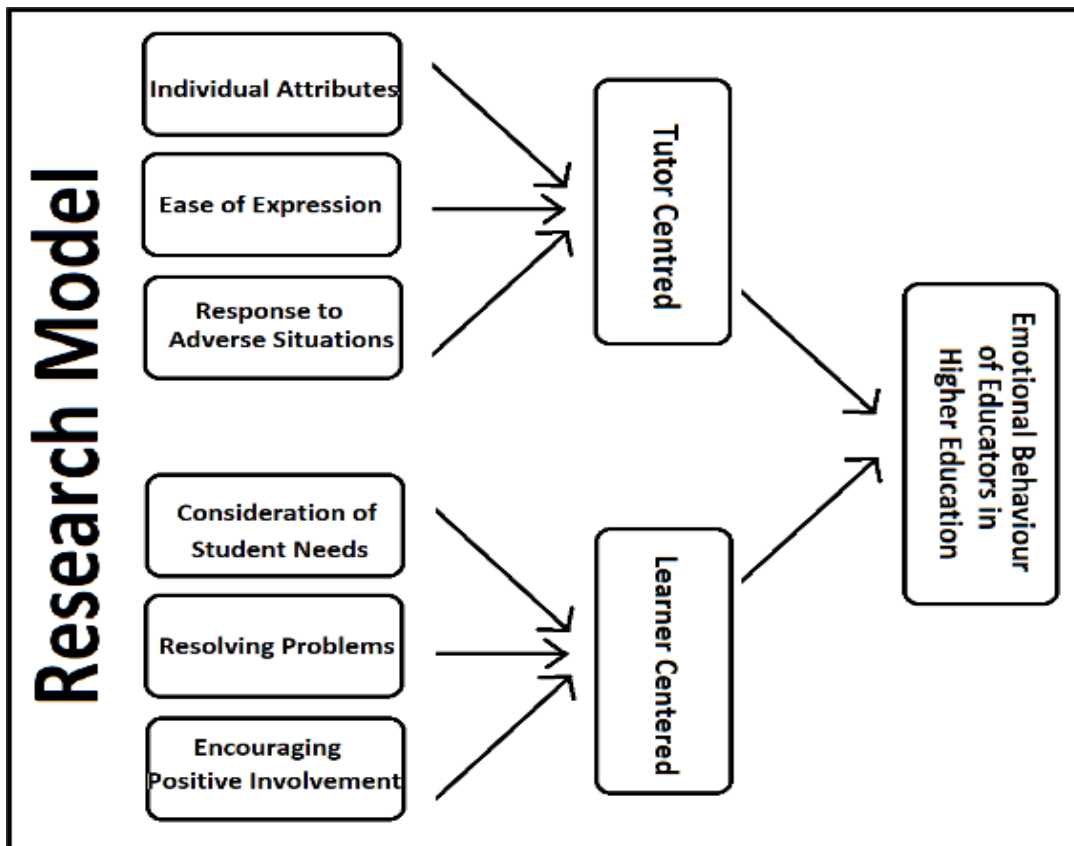 Research Model
Individual Attributes
Ease of Expression
Response to
Adverse Situations
Consideration of
Student Needs
Resolving Problems
Encouraging
Positive Involvement
Tutor Centred
Learner Centered
Emotional Behaviour
of Educators in
Higher Education